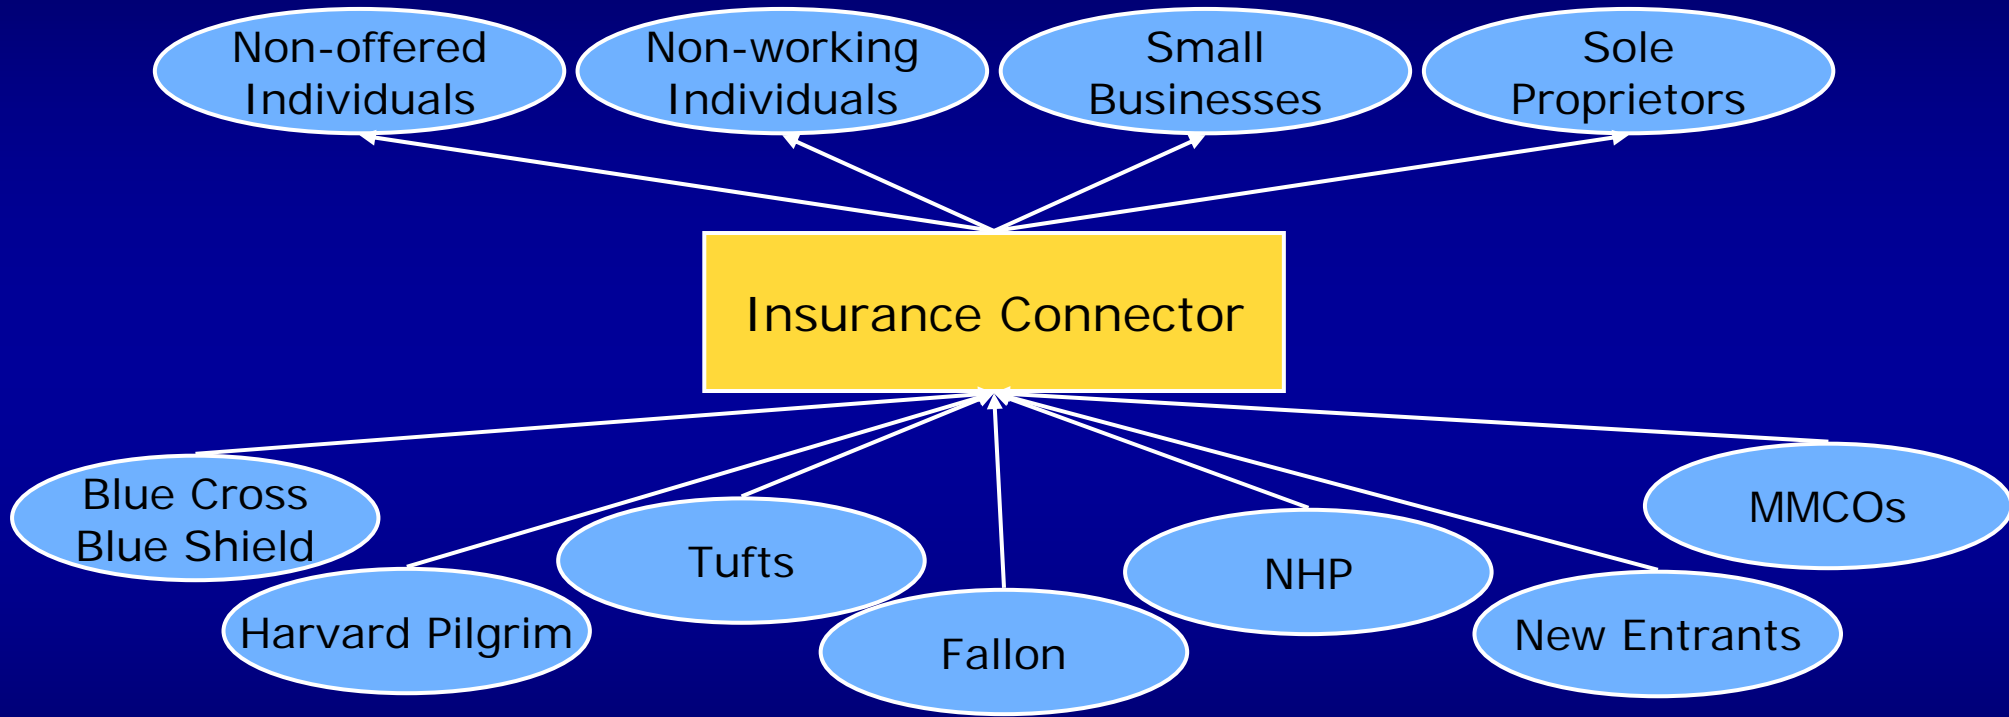 Non-offered
Individuals
Non-working
Individuals
Small
Businesses
Sole
Proprietors
Insurance Connector
Blue Cross
Blue Shield
Harvard Pilgrim
Tufts
Fallon
NHP
New Entrants
MMCOs